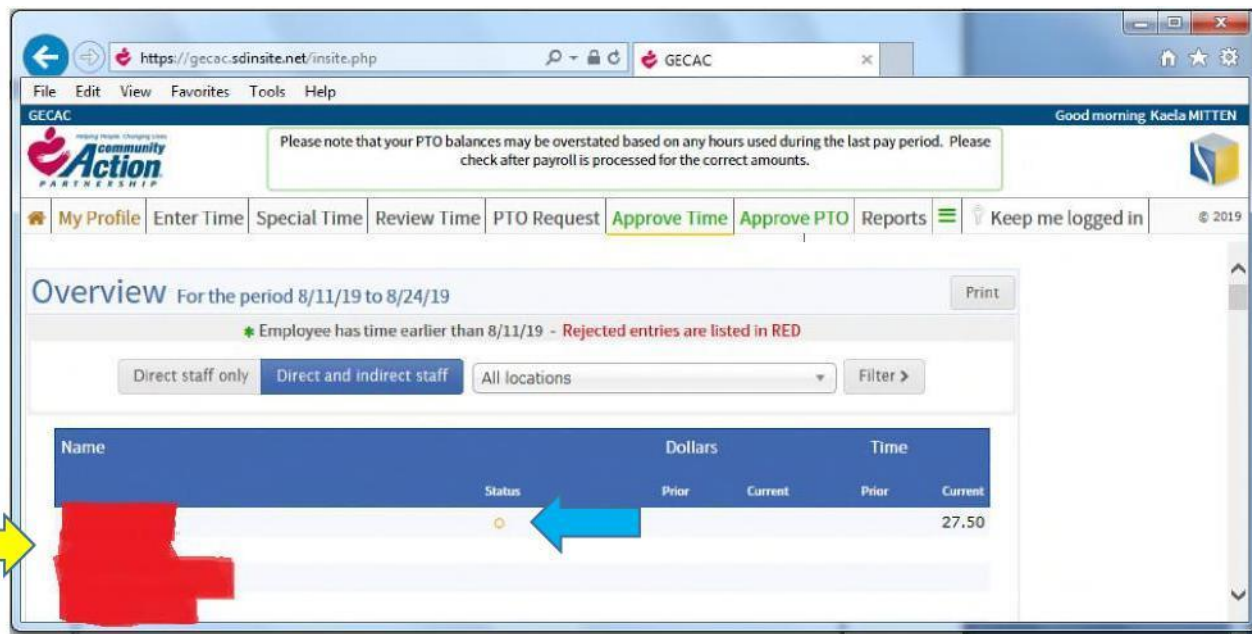 https://gecac.sdinsite.net/insite.php GECAC
File Edit View Favorites Tools Help
GECAC Good morning Kaela MITTEN
Helping People. Changing Lives.
community
Action
PARTNERSHIP
Please note that your PTO balances may be overstated based on any hours used during the last pay period. Please
check after payroll is processed for the correct amounts.
My Profile Enter Time Special Time Review Time PTO Request Approve Time Approve PTO Reports Keep me logged in © 2019
Overview For the period 8/11/19 to 8/24/19 Print
* Employee has time earlier than 8/11/19 - Rejected entries are listed in RED
Direct staff only Direct and indirect staff All locations Filter >
Name Dollars Time
Status Prior Current Prior Current
27.50